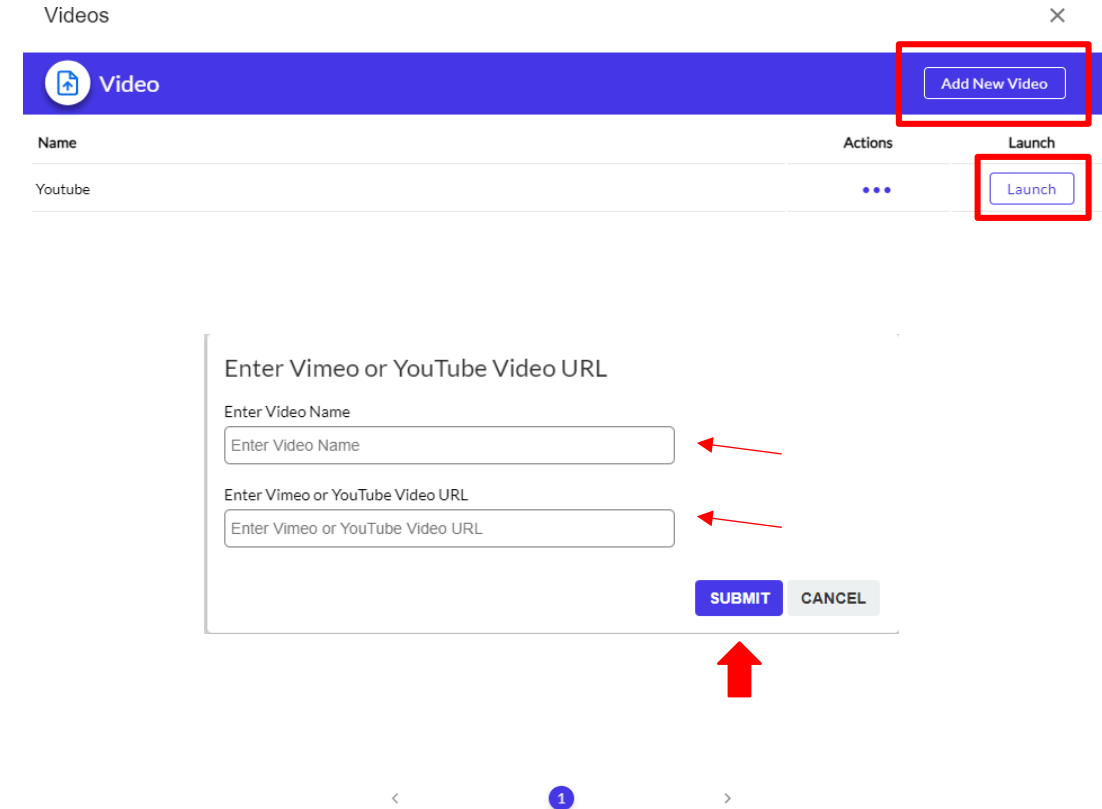 Videos
Video
Add New Video
Name Actions Launch
Youtube Launch
Enter Vimeo or YouTube Video URL
Enter Video Name
Enter Video Name
Enter Vimeo or YouTube Video URL
Enter Vimeo or YouTube Video URL
SUBMIT CANCEL
1